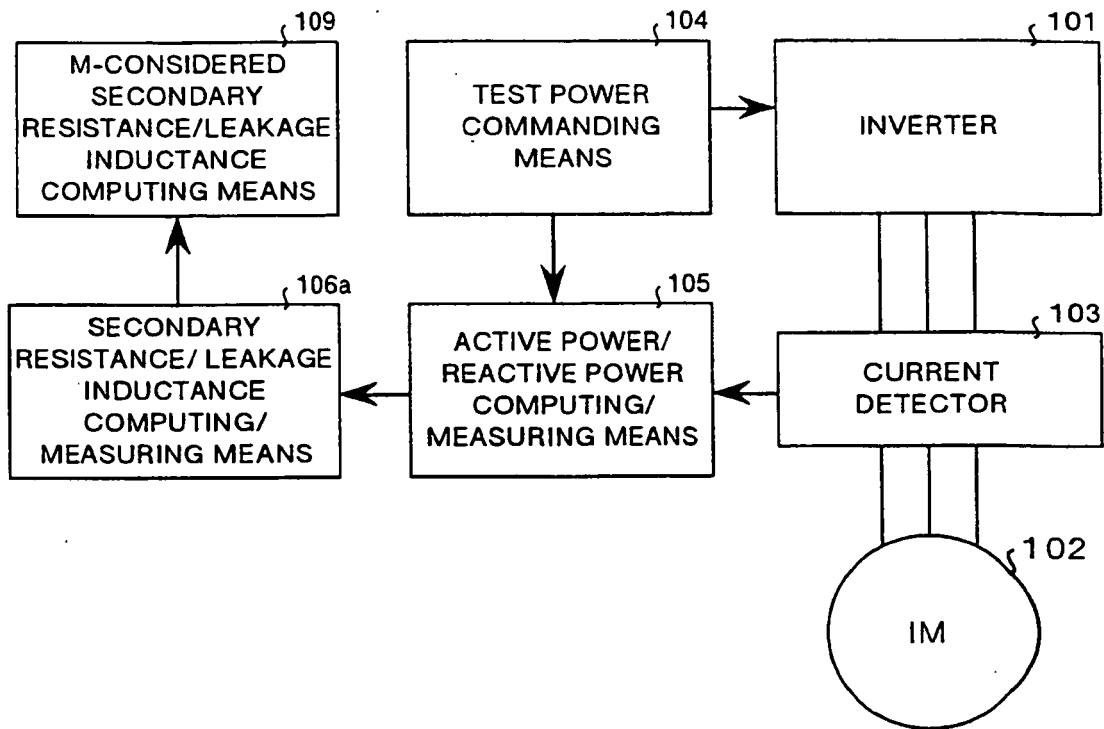 109
M-CONSIDERED
SECONDARY
RESISTANCE/LEAKAGE
INDUCTANCE
COMPUTING MEANS
104
TEST POWER
COMMANDING
MEANS
101
INVERTER
106a
SECONDARY
RESISTANCE/ LEAKAGE
INDUCTANCE
COMPUTING/
MEASURING MEANS
105
ACTIVE POWER/
REACTIVE POWER
COMPUTING/
MEASURING MEANS
103
CURRENT
DETECTOR
102
IM